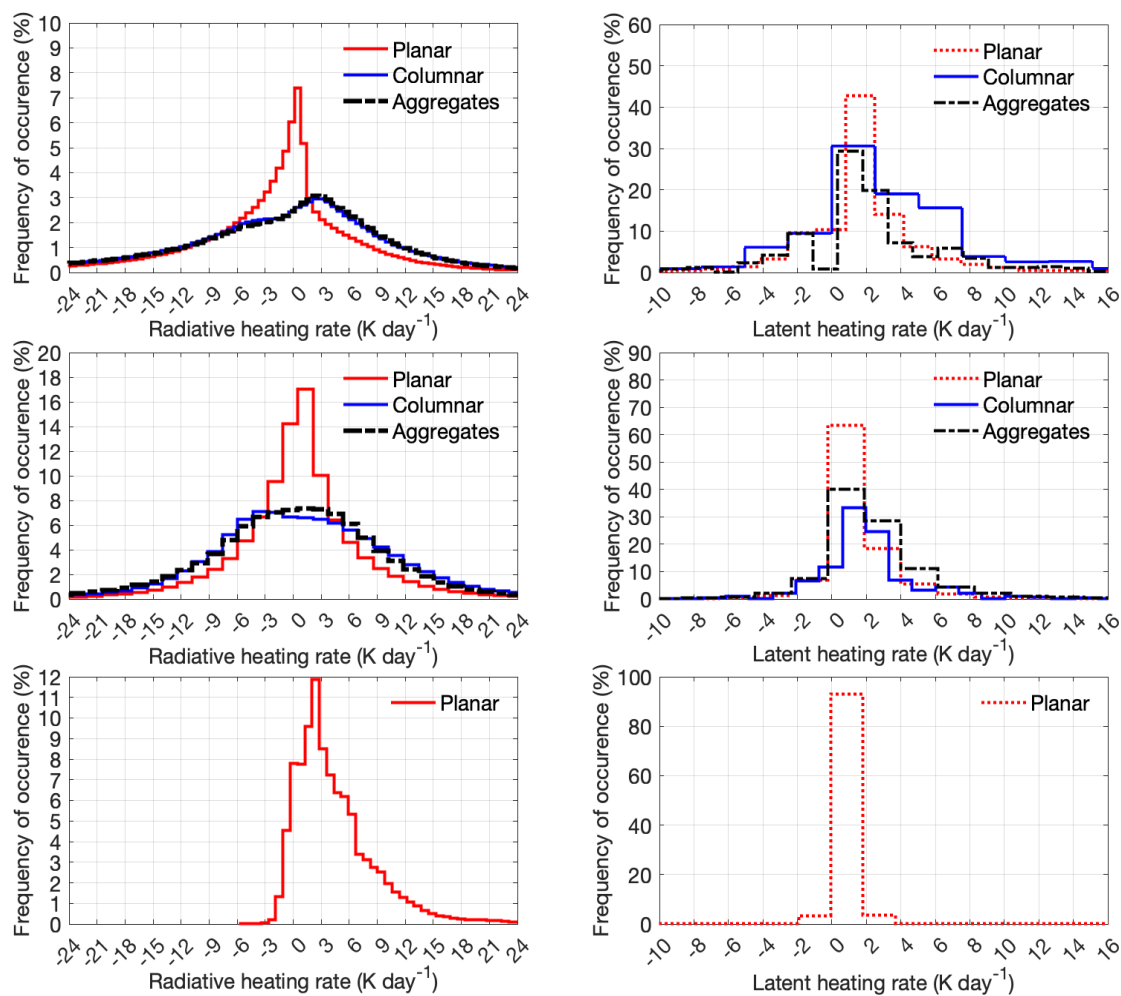 Frequency of occurence (%)
10
9
8
7
6
5
4
3
2
1
0
Planar
Columnar
Aggregates
-24 -21 -18 -15 -12 -9 -6 -3 0 3 6 9 12 15 18 21 24
Radiative heating rate (K day⁻¹)
Frequency of occurence (%)
60
50
40
30
20
10
0
Planar
Columnar
Aggregates
-10 -8 -6 -4 -2 0 2 4 6 8 10 12 14 16
Latent heating rate (K day⁻¹)
Frequency of occurence (%)
20
18
16
14
12
10
8
6
4
2
0
Planar
Columnar
Aggregates
-24 -21 -18 -15 -12 -9 -6 -3 0 3 6 9 12 15 18 21 24
Radiative heating rate (K day⁻¹)
Frequency of occurence (%)
90
80
70
60
50
40
30
20
10
0
Planar
Columnar
Aggregates
-10 -8 -6 -4 -2 0 2 4 6 8 10 12 14 16
Latent heating rate (K day⁻¹)
Frequency of occurence (%)
12
11
10
9
8
7
6
5
4
3
2
1
0
Planar
-24 -21 -18 -15 -12 -9 -6 -3 0 3 6 9 12 15 18 21 24
Radiative heating rate (K day⁻¹)
Frequency of occurence (%)
100
80
60
40
20
0
Planar
-10 -8 -6 -4 -2 0 2 4 6 8 10 12 14 16
Latent heating rate (K day⁻¹)